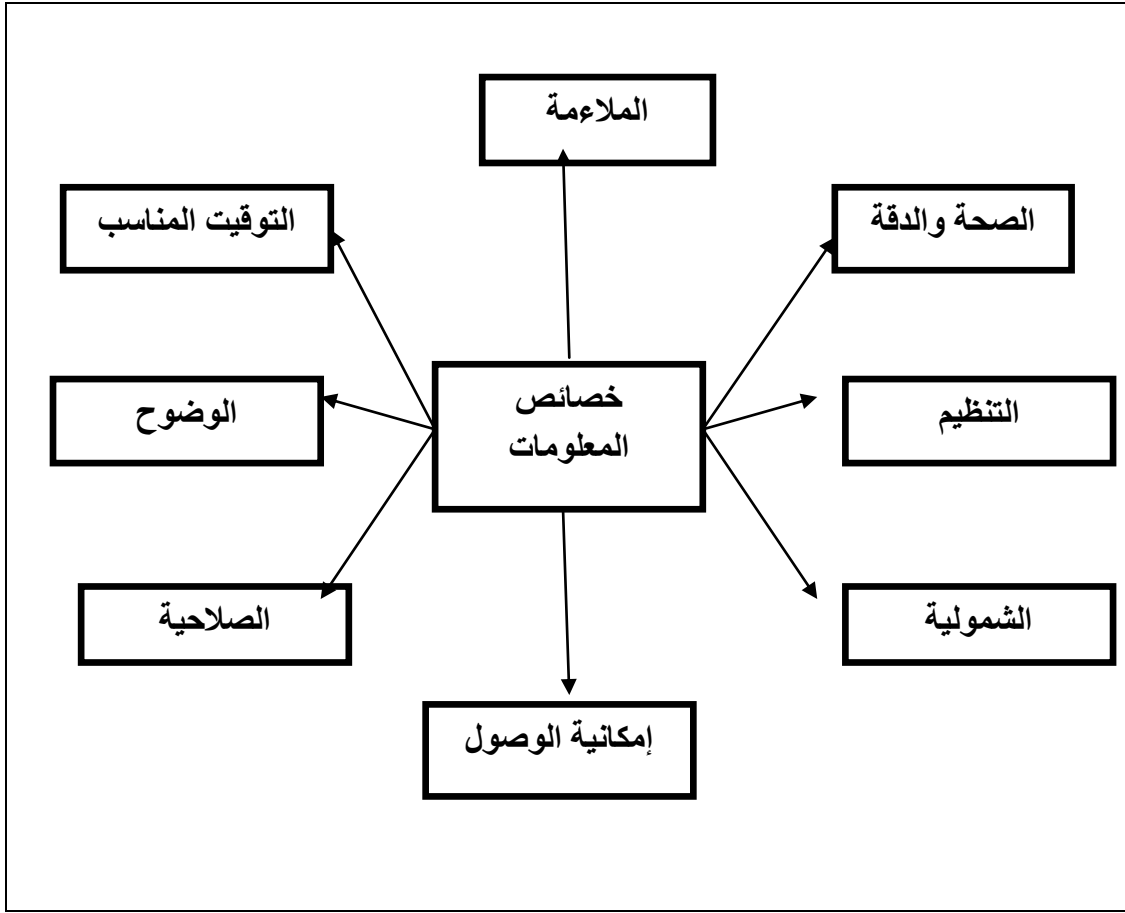 الملاءمة
الصحة والدقة
التوقيت المناسب
خصائص
المعلومات
التنظيم
الوضوح
الشمولية
الصلاحية
إمكانية الوصول